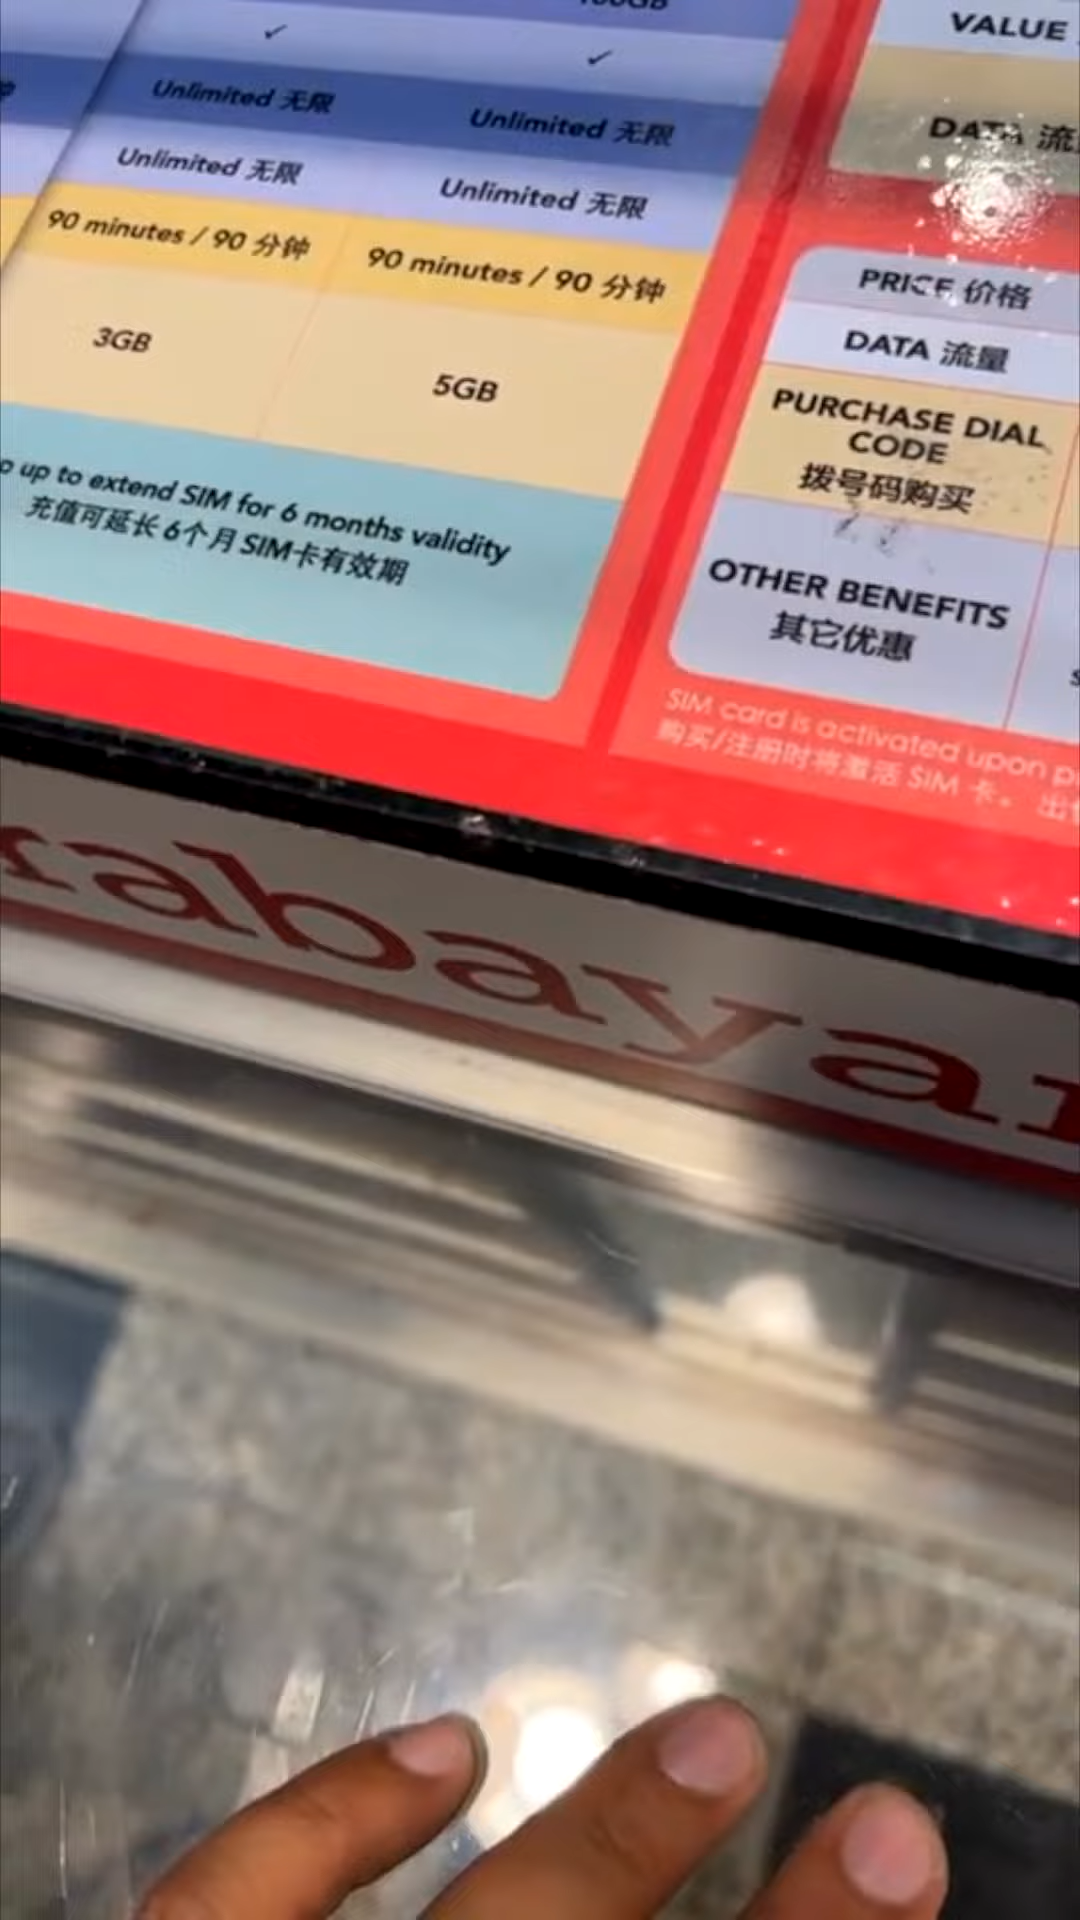 100GB
✓
✓
Unlimited 无限
Unlimited 无限
Unlimited 无限
Unlimited 无限
90 minutes / 90 分钟
90 minutes / 90 分钟
3GB
5GB
up to extend SIM for 6 months validity
充值可延长 6个月 SIM卡有效期
VALUE
DATA 流
PRICE 价格
DATA 流量
PURCHASE DIAL
CODE
拨号码购买
OTHER BENEFITS
其它优惠
SIM card is activated upon
购买/注册时将激活 SIM 卡。 出
rabayar